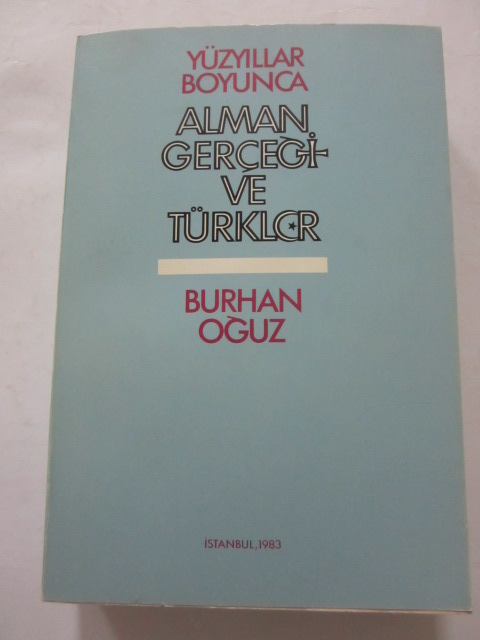 YÜZYILLAR
BOYUNCA
ALMAN
GERÇEĞİ
VE
TÜRKLER
BURHAN
OĞUZ
İSTANBUL, 1983